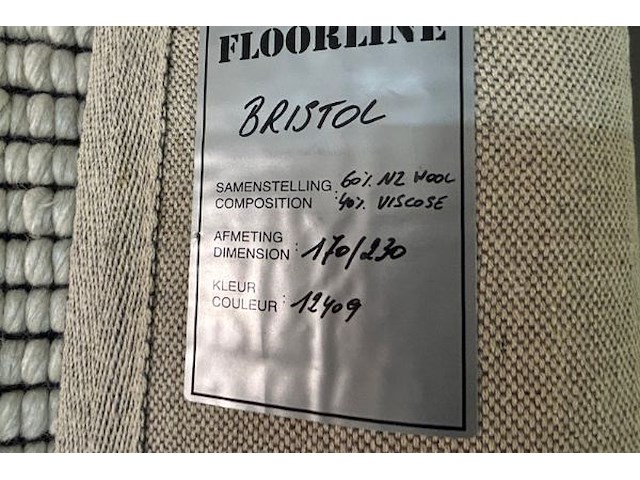 FLOORLINE
BRISTOL
SAMENSTELLING : 60% NZ WOOL
COMPOSITION : 40% VISCOSE
AFMETING
DIMENSION : 170/230
KLEUR
COULEUR : 12409